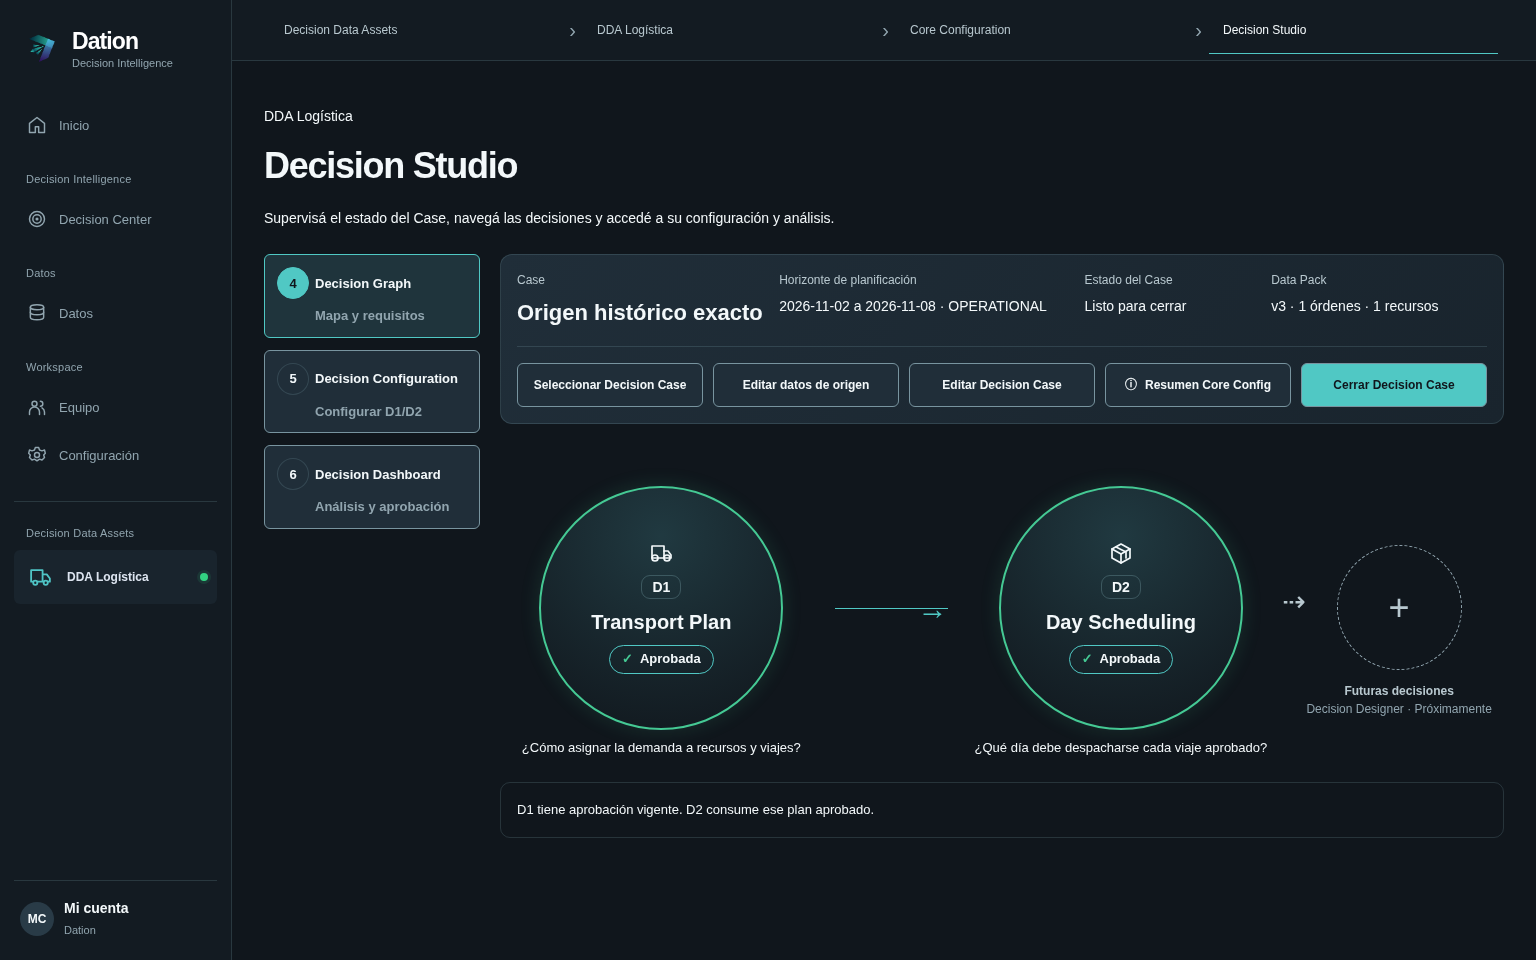 Dation
Decision Intelligence
Inicio
Decision Intelligence
Decision Center
Datos
Datos
Workspace
Equipo
Configuración
Decision Data Assets
DDA Logística
MC
Mi cuenta
Dation
Decision Data Assets › DDA Logística › Core Configuration › Decision Studio
DDA Logística
Decision Studio
Supervisá el estado del Case, navegá las decisiones y accedé a su configuración y análisis.
4 Decision Graph
Mapa y requisitos
5 Decision Configuration
Configurar D1/D2
6 Decision Dashboard
Análisis y aprobación
Case
Origen histórico exacto
Horizonte de planificación
2026-11-02 a 2026-11-08 · OPERATIONAL
Estado del Case
Listo para cerrar
Data Pack
v3 · 1 órdenes · 1 recursos
Seleccionar Decision Case
Editar datos de origen
Editar Decision Case
ⓘ Resumen Core Config
Cerrar Decision Case
D1
Transport Plan
✓ Aprobada
¿Cómo asignar la demanda a recursos y viajes?
→
D2
Day Scheduling
✓ Aprobada
¿Qué día debe despacharse cada viaje aprobado?
⇢
+
Futuras decisiones
Decision Designer · Próximamente
D1 tiene aprobación vigente. D2 consume ese plan aprobado.